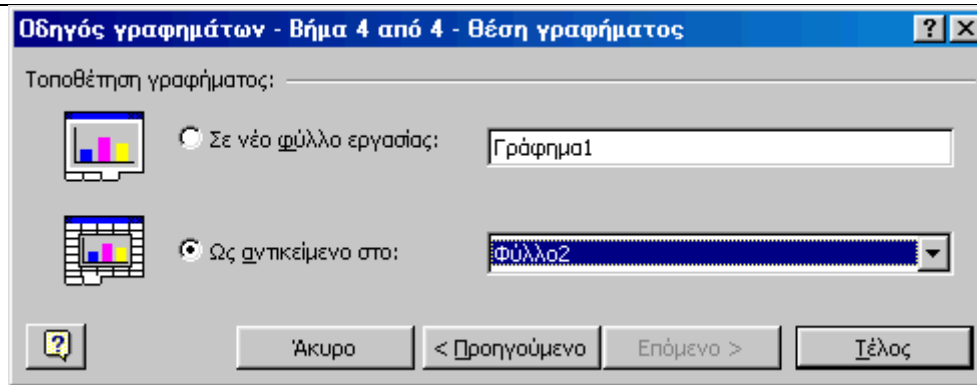 Οδηγός γραφημάτων - Βήμα 4 από 4 - Θέση γραφήματος
Τοποθέτηση γραφήματος:
Σε νέο φύλλο εργασίας:
Γράφημα1
Ως αντικείμενο στο:
Φύλλο2
Άκυρο
< Προηγούμενο
Επόμενο >
Τέλος